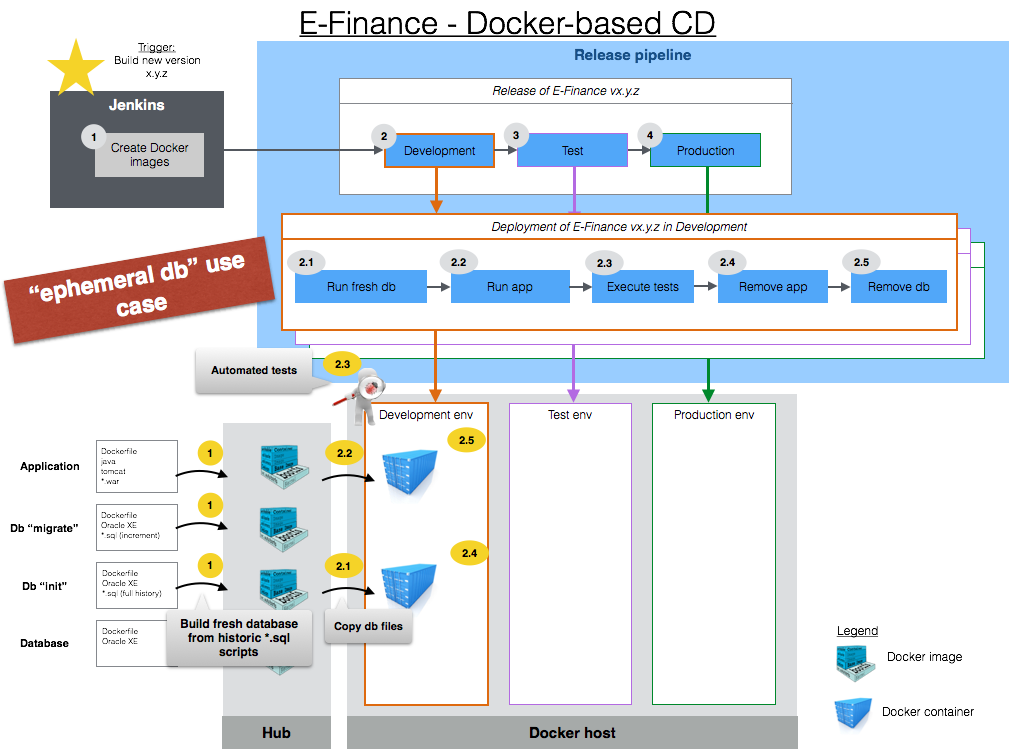 E-Finance - Docker-based CD
Trigger:
Build new version
x.y.z
Release pipeline
Jenkins
1
Create Docker
images
Release of E-Finance vx.y.z
2
Development
3
Test
4
Production
Deployment of E-Finance vx.y.z in Development
2.1
Run fresh db
2.2
Run app
2.3
Execute tests
2.4
Remove app
2.5
Remove db
“ephemeral db” use
case
Automated tests
2.3
Development env
Test env
Production env
Application
Dockerfile
java
tomcat
*.war
1
2.2
2.5
Db “migrate”
Dockerfile
Oracle XE
*.sql (increment)
1
Db “init”
Dockerfile
Oracle XE
*.sql (full history)
1
2.1
2.4
Build fresh database
from historic *.sql
scripts
Copy db files
Database
Dockerfile
Oracle XE
Legend
Docker image
Docker container
Hub
Docker host